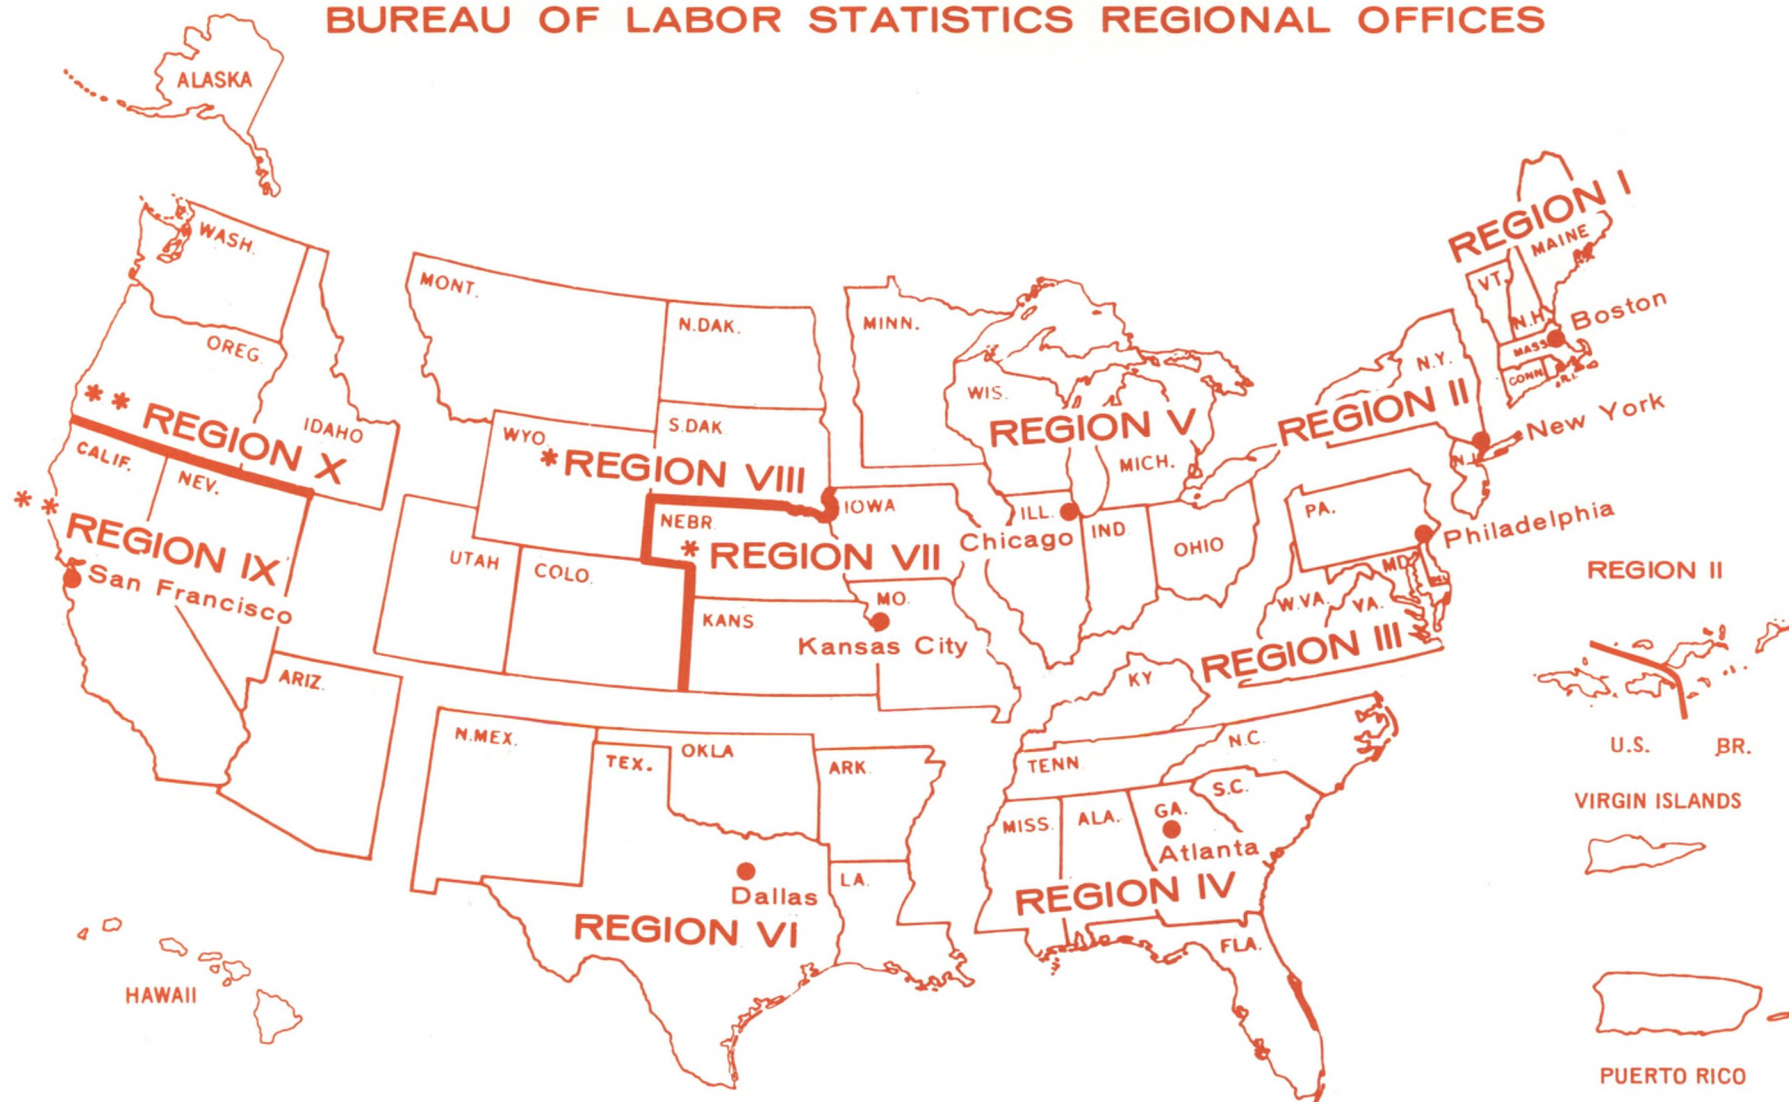 BUREAU OF LABOR STATISTICS REGIONAL OFFICES
ALASKA
REGION I
MAINE
WASH.
VT.
MONT.
N.H.
Boston
N.DAK.
MINN.
OREG.
MASS
N.Y.
CONN
R.I.
WIS.
** REGION X
IDAHO
REGION II
New York
S.DAK
WYO.
REGION V
CALIF.
*REGION VIII
MICH.
N.J.
NEV.
IOWA
ILL.
PA.
NEBR.
** REGION IX
IND.
Philadelphia
Chicago
OHIO
* REGION VII
UTAH
COLO.
San Francisco
MD.
REGION II
MO.
W.VA.
VA.
KANS
Kansas City
REGION III
ARIZ.
KY
N.MEX.
OKLA
TEX.
ARK.
TENN.
N.C.
U.S.
BR.
S.C.
VIRGIN ISLANDS
MISS.
ALA.
GA.
Atlanta
Dallas
LA.
REGION IV
REGION VI
FLA.
HAWAII
PUERTO RICO